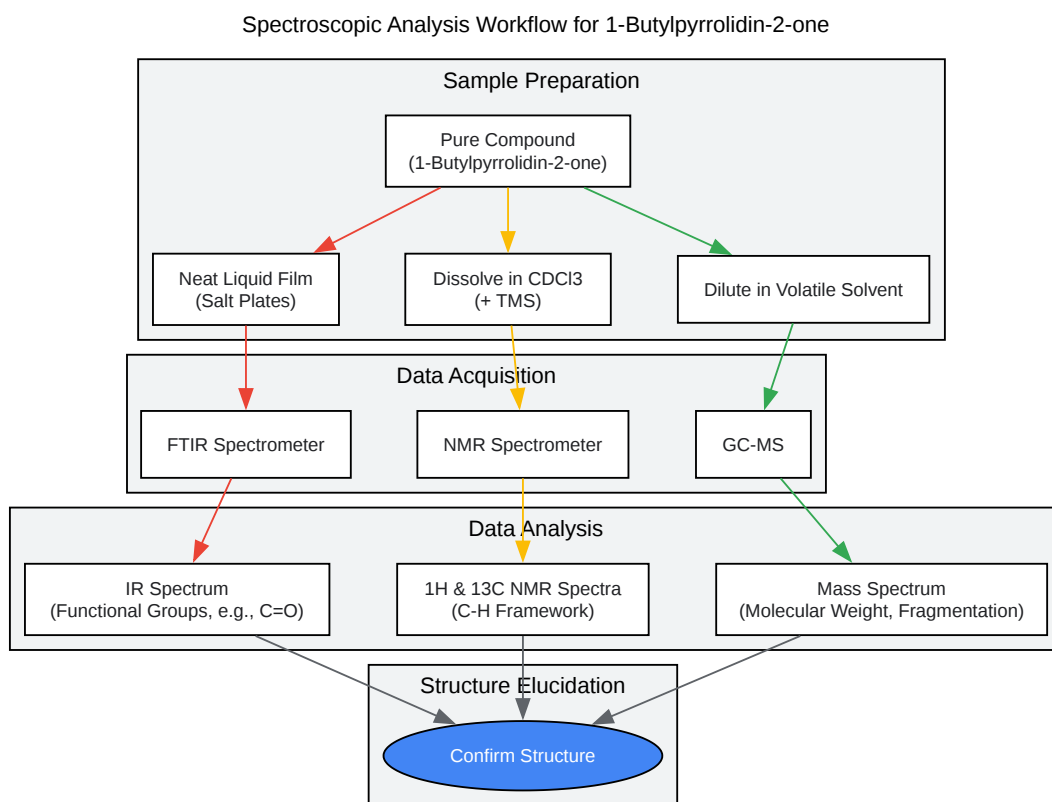 Spectroscopic Analysis Workflow for 1-Butylpyrrolidin-2-one
Sample Preparation
Pure Compound
(1-Butylpyrrolidin-2-one)
Neat Liquid Film
(Salt Plates)
Dissolve in CDCl3
(+ TMS)
Dilute in Volatile Solvent
Data Acquisition
FTIR Spectrometer
NMR Spectrometer
GC-MS
Data Analysis
IR Spectrum
(Functional Groups, e.g., C=O)
1H & 13C NMR Spectra
(C-H Framework)
Mass Spectrum
(Molecular Weight, Fragmentation)
Structure Elucidation
Confirm Structure